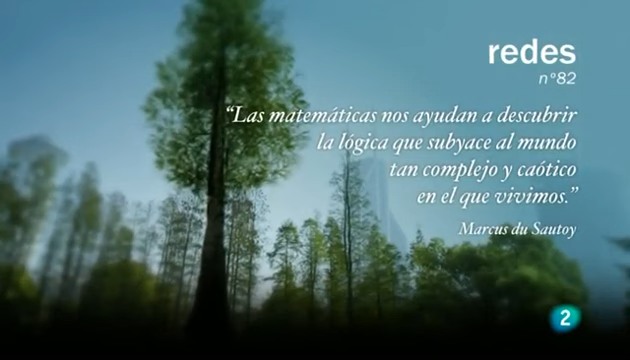 redes
nº82
“Las matemáticas nos ayudan a descubrir
la lógica que subyace al mundo
tan complejo y caótico
en el que vivimos.”
Marcus du Sautoy
2